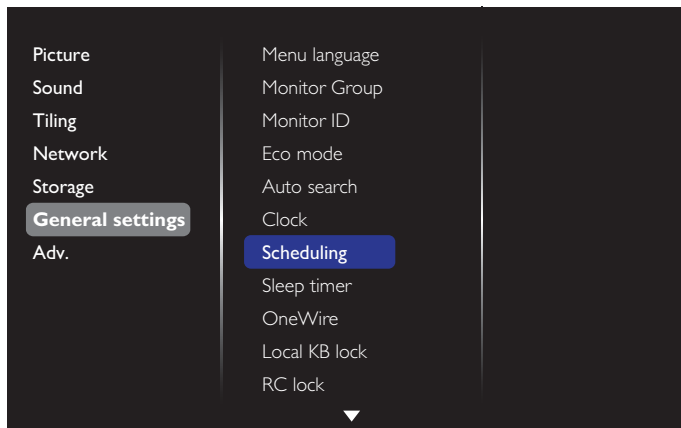 Picture
Sound
Tiling
Network
Storage
General settings
Adv.
Menu language
Monitor Group
Monitor ID
Eco mode
Auto search
Clock
Scheduling
Sleep timer
OneWire
Local KB lock
RC lock